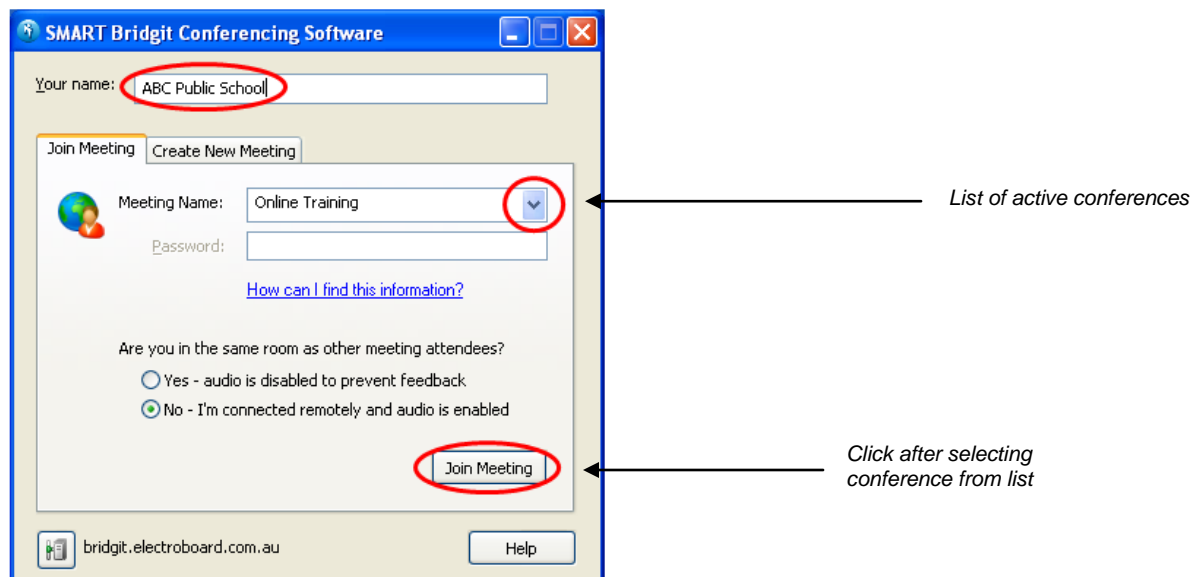 SMART Bridgit Conferencing Software
Your name: ABC Public School
Join Meeting Create New Meeting
Meeting Name: Online Training
List of active conferences
Password:
How can I find this information?
Are you in the same room as other meeting attendees?
Yes - audio is disabled to prevent feedback
No - I'm connected remotely and audio is enabled
Join Meeting
Click after selecting
conference from list
bridgit.electroboard.com.au
Help